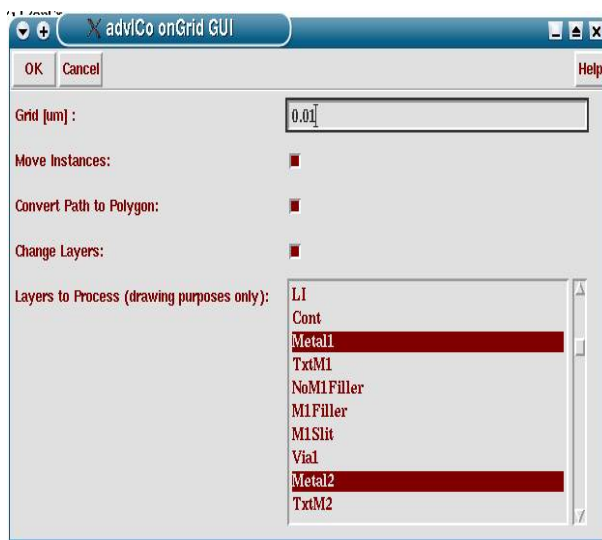 advICo onGrid GUI
OK Cancel Help
Grid [um] : 0.01
Move Instances:
Convert Path to Polygon:
Change Layers:
Layers to Process (drawing purposes only):
LI
Cont
Metal1
TxtM1
NoM1Filler
M1Filler
M1Slit
Via1
Metal2
TxtM2